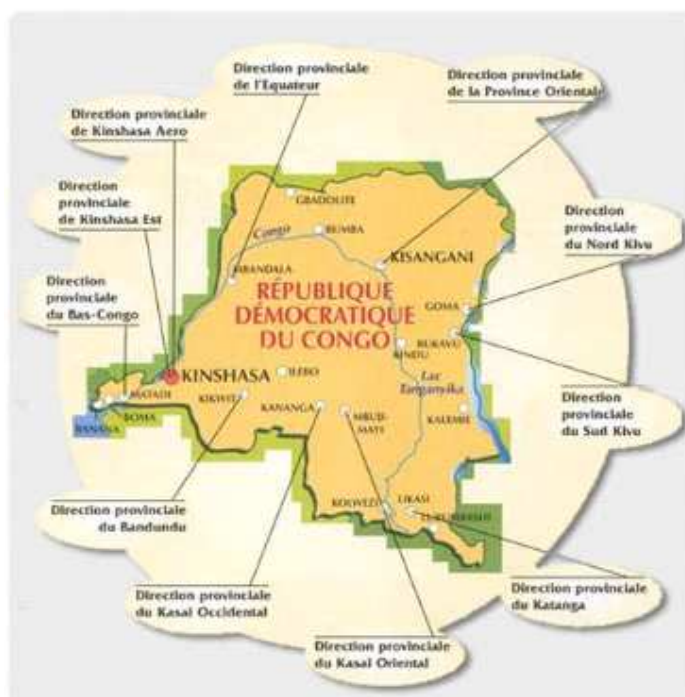 Direction provinciale
de l'Equateur
Direction provinciale
de la Province Orientale
Direction provinciale
de Kinshasa Aero
Direction
provinciale
de Kinshasa Est
Direction
provinciale
du Nord Kivu
Direction
provinciale
du Bas-Congo
GBADOLITE
Congo
BUMBA
KISANGANI
MBANDAKA
RÉPUBLIQUE
DÉMOCRATIQUE
DU CONGO
GOMA
BUKAVU
KINDU
KINSHASA
ILEBO
Lac
Tanganyika
MATADI
KIKWIT
KANANGA
MBUJI-
MAYI
KALEMIE
BOMA
BANANA
Direction
provinciale
du Sud Kivu
KOLWEZI
LIKASI
LUBUMBASHI
Direction provinciale
du Bandundu
Direction provinciale
du Kasaï Occidental
Direction provinciale
du Katanga
Direction provinciale
du Kasaï Oriental